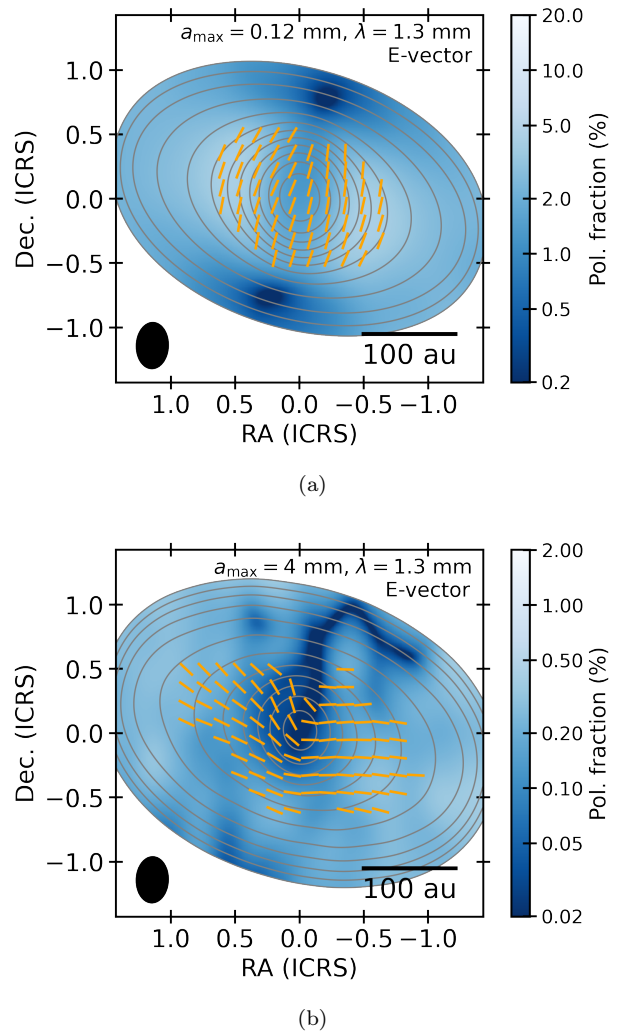 a_max = 0.12 mm, λ = 1.3 mm
E-vector
1.0
0.5
0.0
−0.5
−1.0
Dec. (ICRS)
100 au
1.0 0.5 0.0 −0.5 −1.0
RA (ICRS)
20.0
10.0
5.0
2.0
1.0
0.5
0.2
Pol. fraction (%)
(a)
a_max = 4 mm, λ = 1.3 mm
E-vector
1.0
0.5
0.0
−0.5
−1.0
Dec. (ICRS)
100 au
1.0 0.5 0.0 −0.5 −1.0
RA (ICRS)
2.00
1.00
0.50
0.20
0.10
0.05
0.02
Pol. fraction (%)
(b)